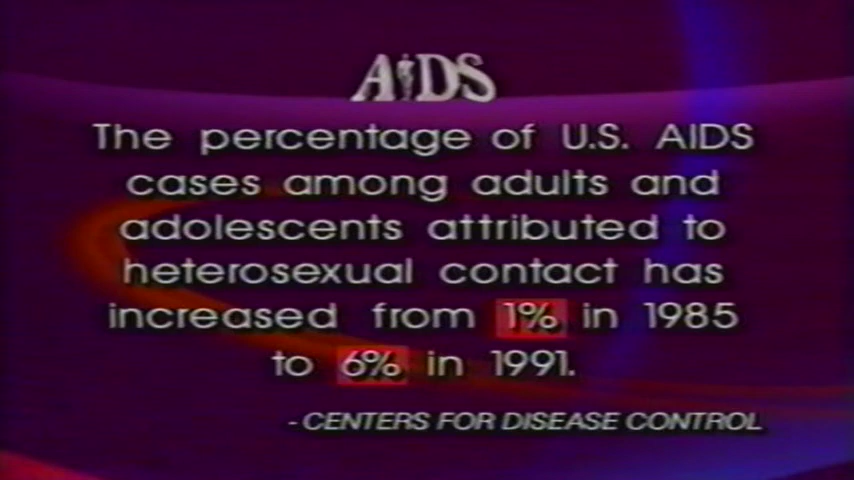 AIDS
The percentage of U.S. AIDS
cases among adults and
adolescents attributed to
heterosexual contact has
increased from 1% in 1985
to 6% in 1991.
- CENTERS FOR DISEASE CONTROL